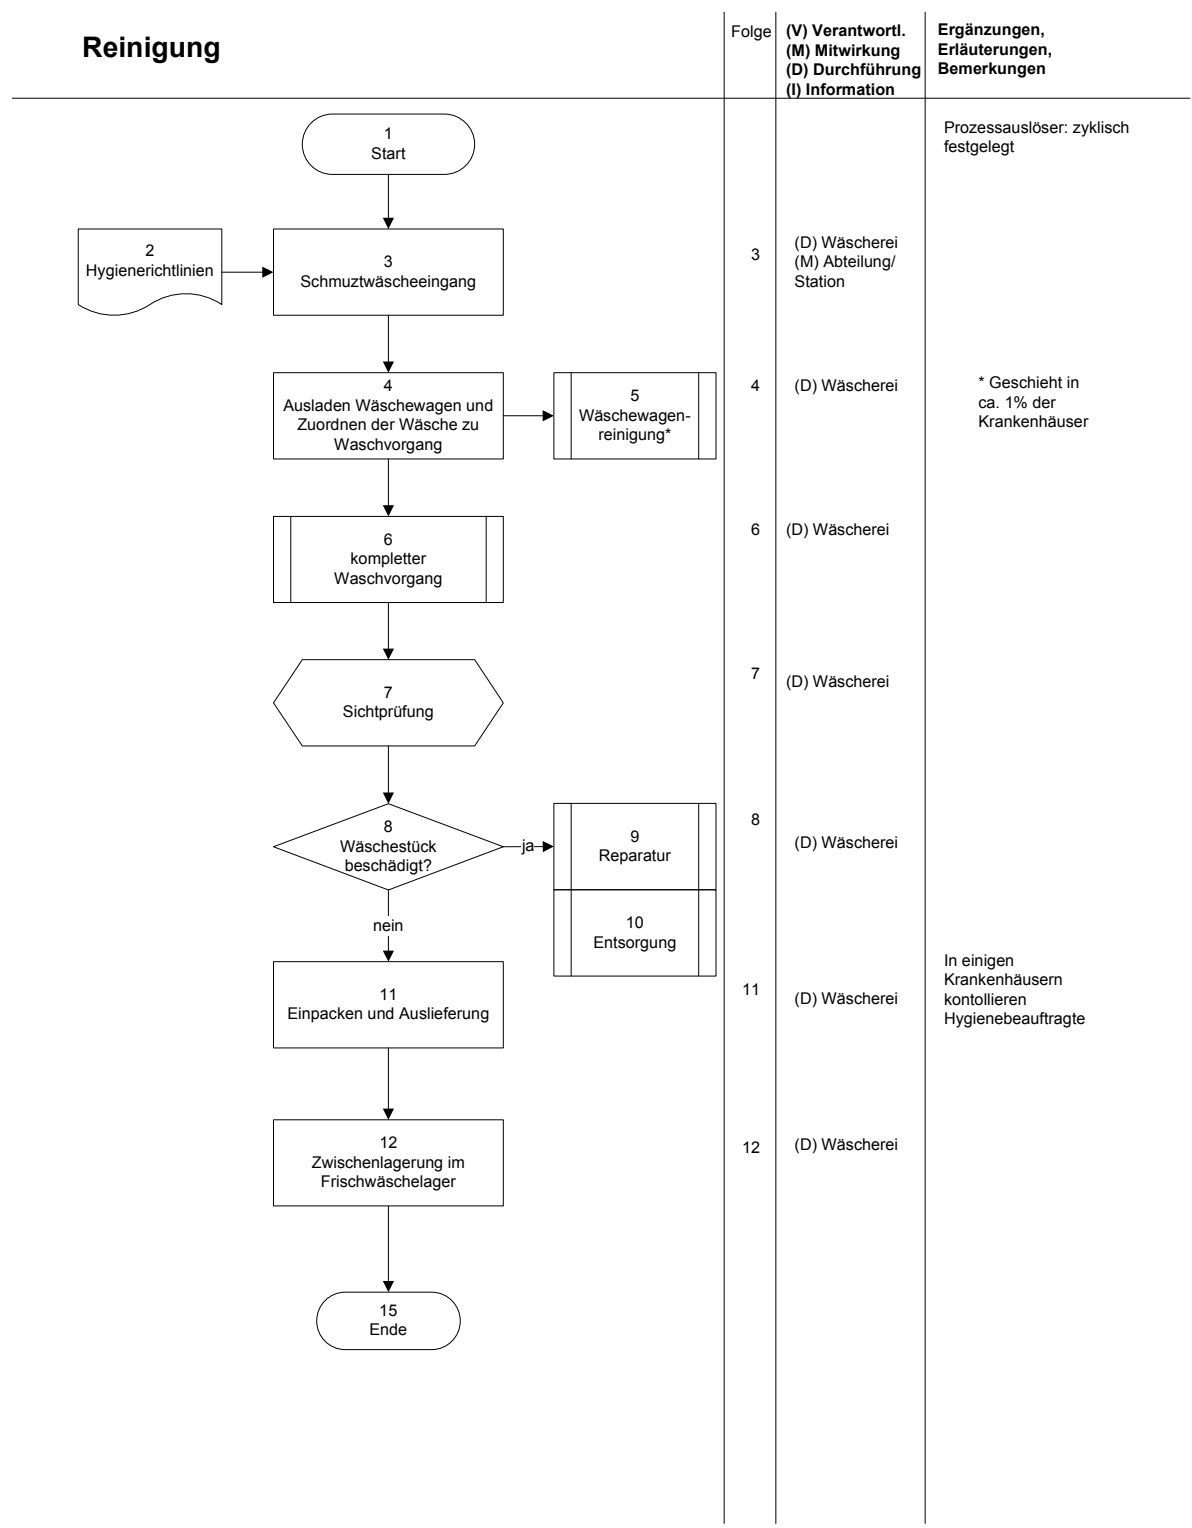 Reinigung
Folge
(V) Verantwortl.
(M) Mitwirkung
(D) Durchführung
(I) Information
Ergänzungen,
Erläuterungen,
Bemerkungen
1
Start
Prozessauslöser: zyklisch
festgelegt
2
Hygienerichtlinien
3
Schmuztwäscheeingang
3
(D) Wäscherei
(M) Abteilung/
Station
4
Ausladen Wäschewagen und
Zuordnen der Wäsche zu
Waschvorgang
5
Wäschewagen-
reinigung*
4
(D) Wäscherei
* Geschieht in
ca. 1% der
Krankenhäuser
6
kompletter
Waschvorgang
6
(D) Wäscherei
7
Sichtprüfung
7
(D) Wäscherei
8
Wäschestück
beschädigt?
ja
9
Reparatur
8
(D) Wäscherei
nein
10
Entsorgung
11
Einpacken und Auslieferung
11
(D) Wäscherei
In einigen
Krankenhäusern
kontollieren
Hygienebeauftragte
12
Zwischenlagerung im
Frischwäschelager
12
(D) Wäscherei
15
Ende